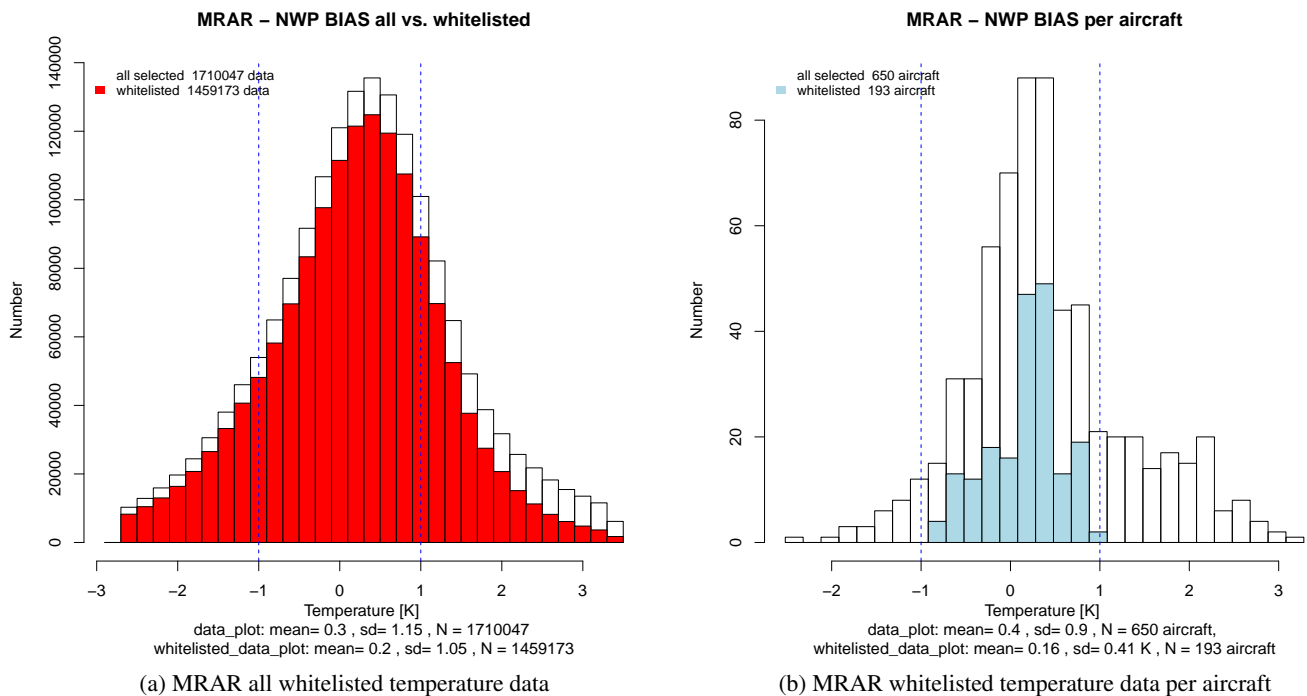 MRAR − NWP BIAS all vs. whitelisted
all selected 1710047 data
whitelisted 1459173 data
Number
0
20000
40000
60000
80000
100000
120000
140000
−3 −2 −1 0 1 2 3
Temperature [K]
data_plot: mean= 0.3 , sd= 1.15 , N = 1710047
whitelisted_data_plot: mean= 0.2 , sd= 1.05 , N = 1459173
(a) MRAR all whitelisted temperature data
MRAR − NWP BIAS per aircraft
all selected 650 aircraft
whitelisted 193 aircraft
Number
0
20
40
60
80
−2 −1 0 1 2 3
Temperature [K]
data_plot: mean= 0.4 , sd= 0.9 , N = 650 aircraft,
whitelisted_data_plot: mean= 0.16 , sd= 0.41 K , N = 193 aircraft
(b) MRAR whitelisted temperature data per aircraft